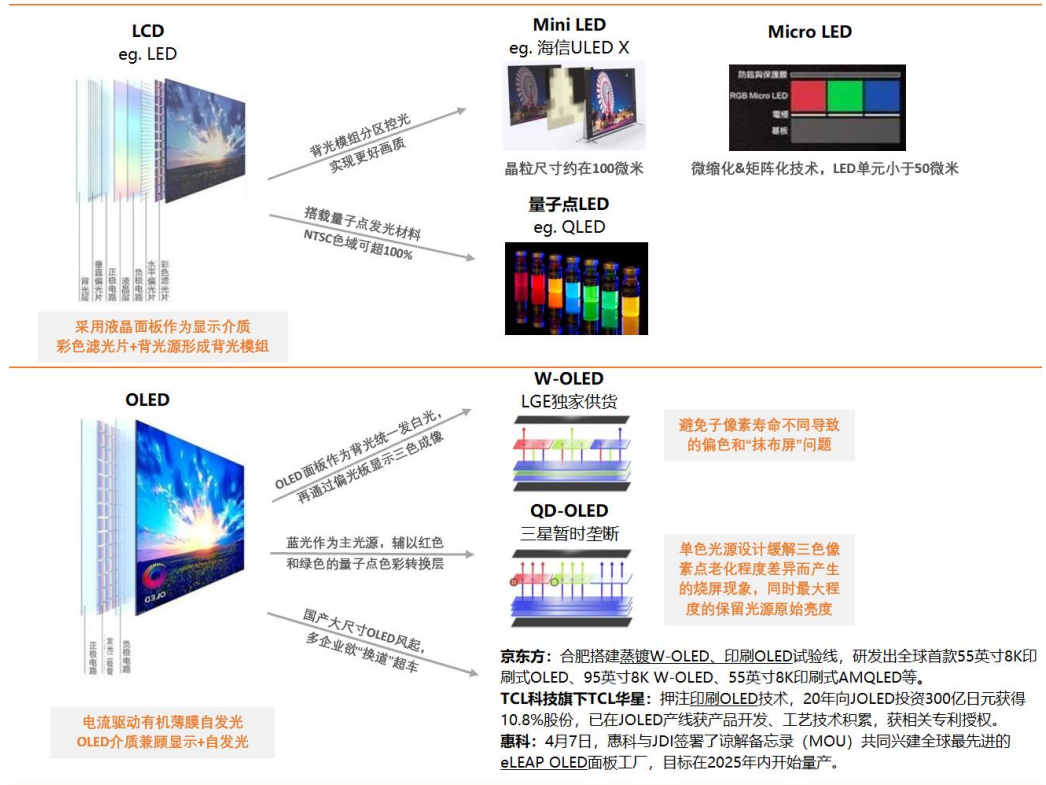 LCD
eg. LED
背光层
垂直偏光片
正极电路
液晶层
负极电路
水平偏光片
彩色滤光片
采用液晶面板作为显示介质
彩色滤光片+背光源形成背光模组
背光模组分区控光
实现更好画质
搭载量子点发光材料
NTSC色域可超100%
Mini LED
eg. 海信ULED X
晶粒尺寸约在100微米
量子点LED
eg. QLED
Micro LED
防眩與保護膜
RGB Micro LED
電極
基板
微缩化&矩阵化技术，LED单元小于50微米
OLED
OLED
正极电路
发光二极管
负极电路
电流驱动有机薄膜自发光
OLED介质兼顾显示+自发光
OLED面板作为背光统一发白光，
再通过偏光板显示三色成像
蓝光作为主光源，辅以红色
和绿色的量子点色彩转换层
国产大尺寸OLED风起，
多企业欲“换道”超车
W-OLED
LGE独家供货
避免子像素寿命不同导致
的偏色和“抹布屏”问题
QD-OLED
三星暂时垄断
单色光源设计缓解三色像
素点老化程度差异而产生
的烧屏现象，同时最大程
度的保留光源原始亮度
京东方：合肥搭建蒸镀W-OLED、印刷OLED试验线，研发出全球首款55英寸8K印
刷式OLED、95英寸8K W-OLED、55英寸8K印刷式AMQLED等。
TCL科技旗下TCL华星：押注印刷OLED技术，20年向JOLED投资300亿日元获得
10.8%股份，已在JOLED产线获产品开发、工艺技术积累，获相关专利授权。
惠科：4月7日，惠科与JDI签署了谅解备忘录（MOU）共同兴建全球最先进的
eLEAP OLED面板工厂，目标在2025年内开始量产。